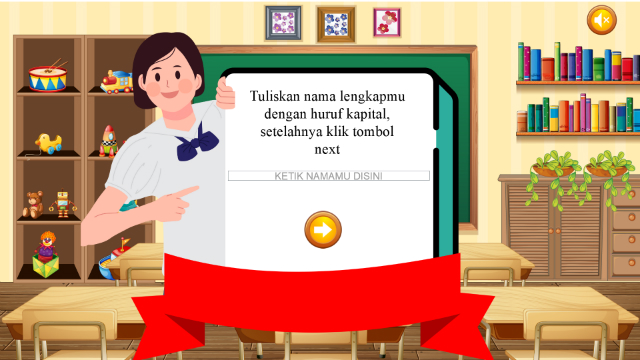 Tuliskan nama lengkapmu
dengan huruf kapital,
setelahnya klik tombol
next
KETIK NAMAMU DISINI